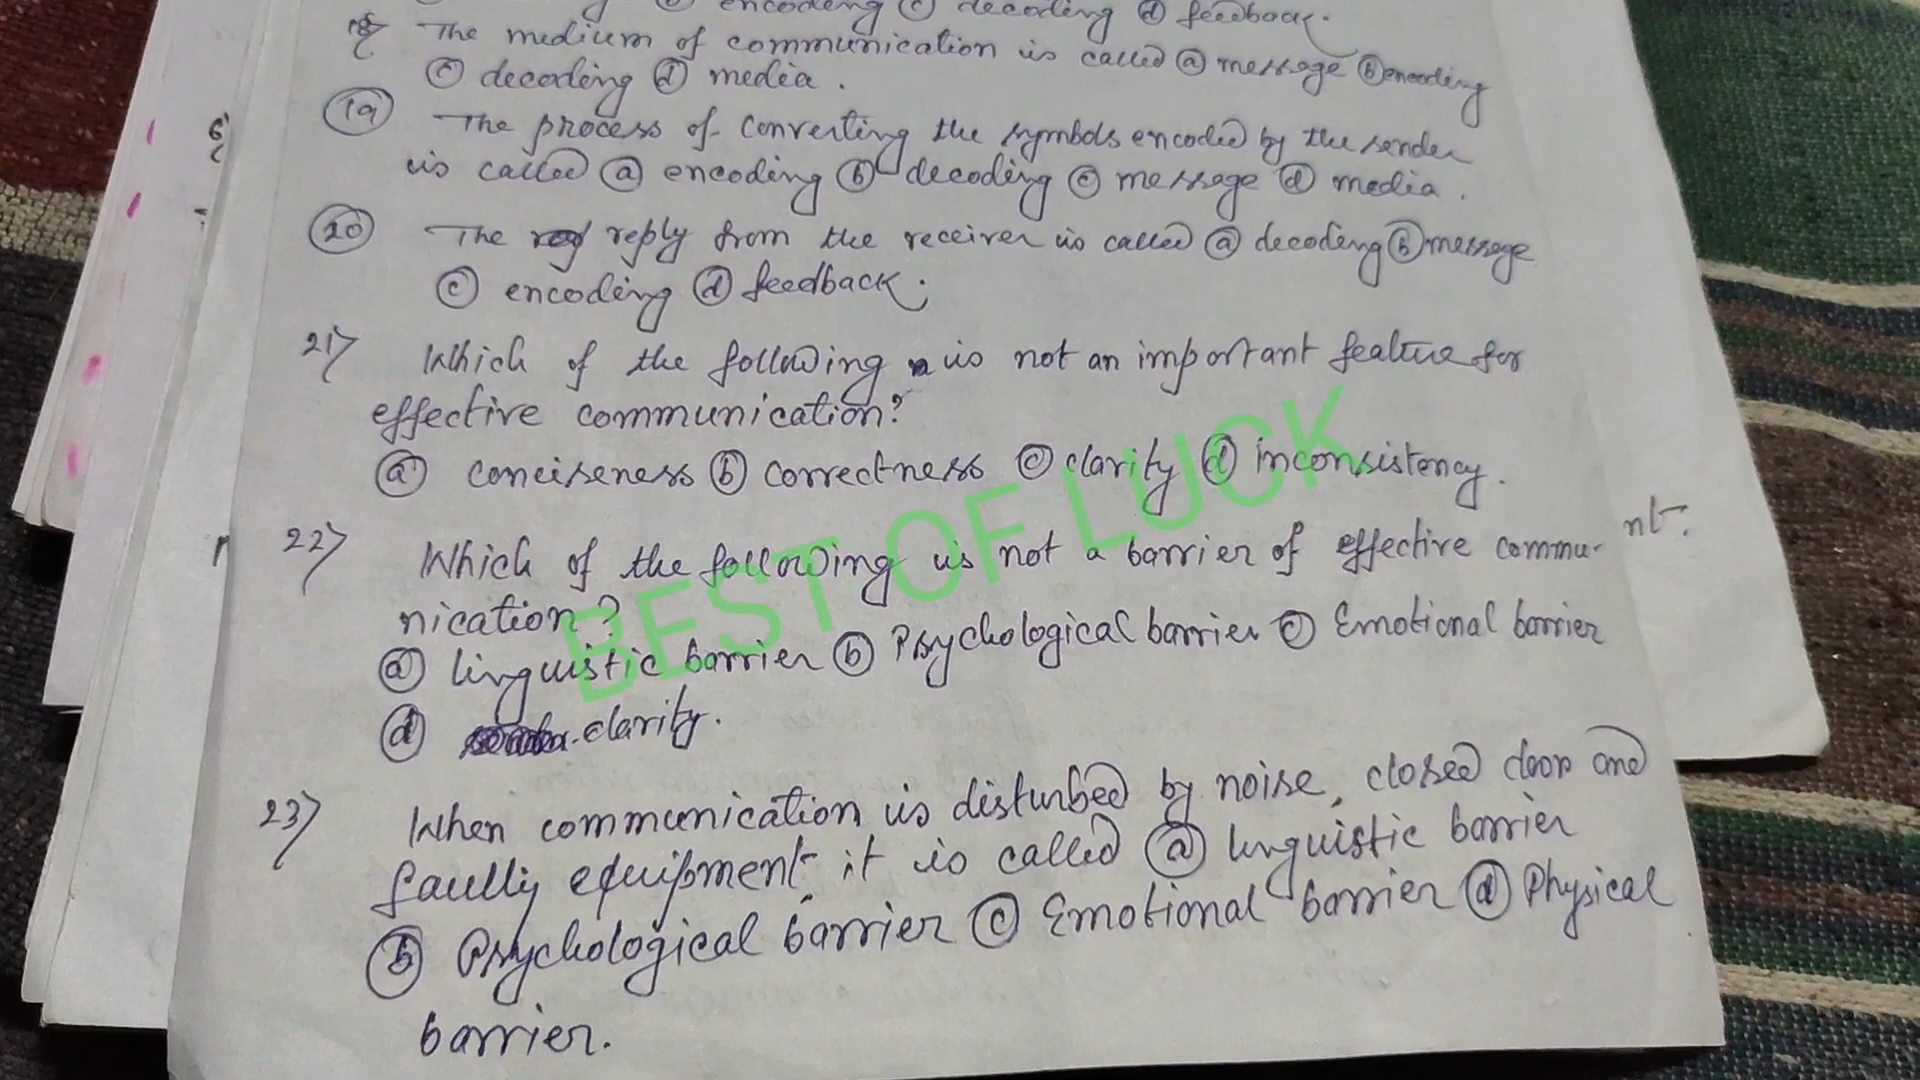 encoding ⓒ decoding ⓓ feedback.
18) The medium of communication is called ⓐ message ⓑ encoding
ⓒ decoding ⓓ media.
19 The process of converting the symbols encoded by the sender
is called ⓐ encoding ⓑ decoding ⓒ message ⓓ media.
20 The reply from the receiver is called ⓐ decoding ⓑ message
ⓒ encoding ⓓ feedback.
21) Which of the following is not an important feature for
effective communication?
ⓐ conciseness ⓑ correctness ⓒ clarity ⓓ inconsistency.
22) Which of the following is not a barrier of effective commu-
nication?
ⓐ linguistic barrier ⓑ Psychological barrier ⓒ Emotional barrier
ⓓ clarity.
23) When communication is disturbed by noise, closed door and
faulty equipment, it is called ⓐ linguistic barrier
ⓑ Psychological barrier ⓒ Emotional barrier ⓓ Physical
barrier.
nt.
BEST OF LUCK